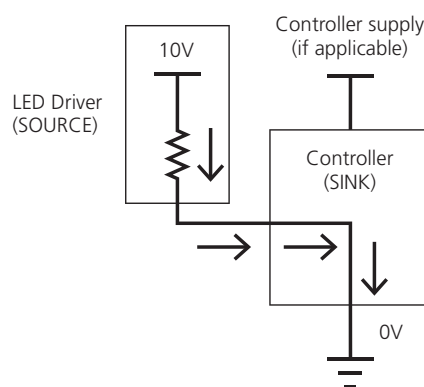 Controller supply
(if applicable)
10V
LED Driver
(SOURCE)
Controller
(SINK)
0V